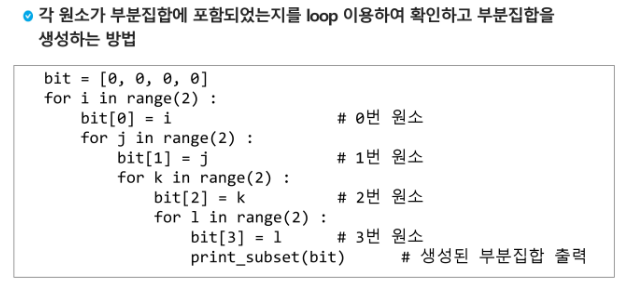 각 원소가 부분집합에 포함되었는지를 loop 이용하여 확인하고 부분집합을
생성하는 방법
bit = [0, 0, 0, 0]
for i in range(2) :
    bit[0] = i                # 0번 원소
    for j in range(2) :
        bit[1] = j            # 1번 원소
        for k in range(2) :
            bit[2] = k        # 2번 원소
            for l in range(2) :
                bit[3] = l    # 3번 원소
                print_subset(bit)      # 생성된 부분집합 출력